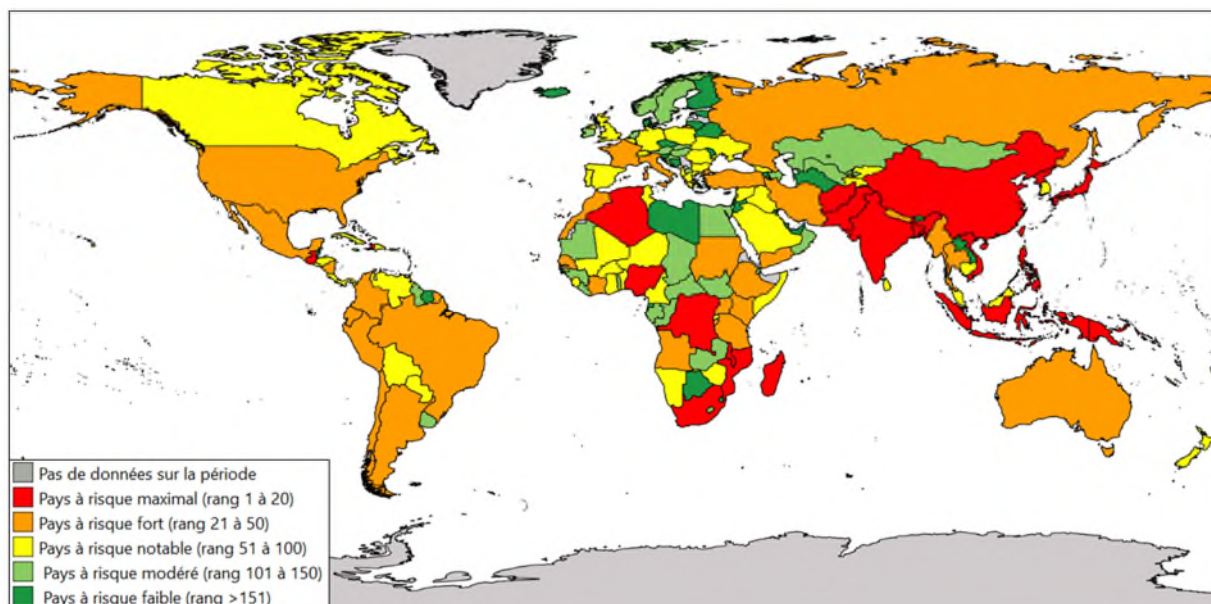 Pas de données sur la période
Pays à risque maximal (rang 1 à 20)
Pays à risque fort (rang 21 à 50)
Pays à risque notable (rang 51 à 100)
Pays à risque modéré (rang 101 à 150)
Pays à risque faible (rang >151)